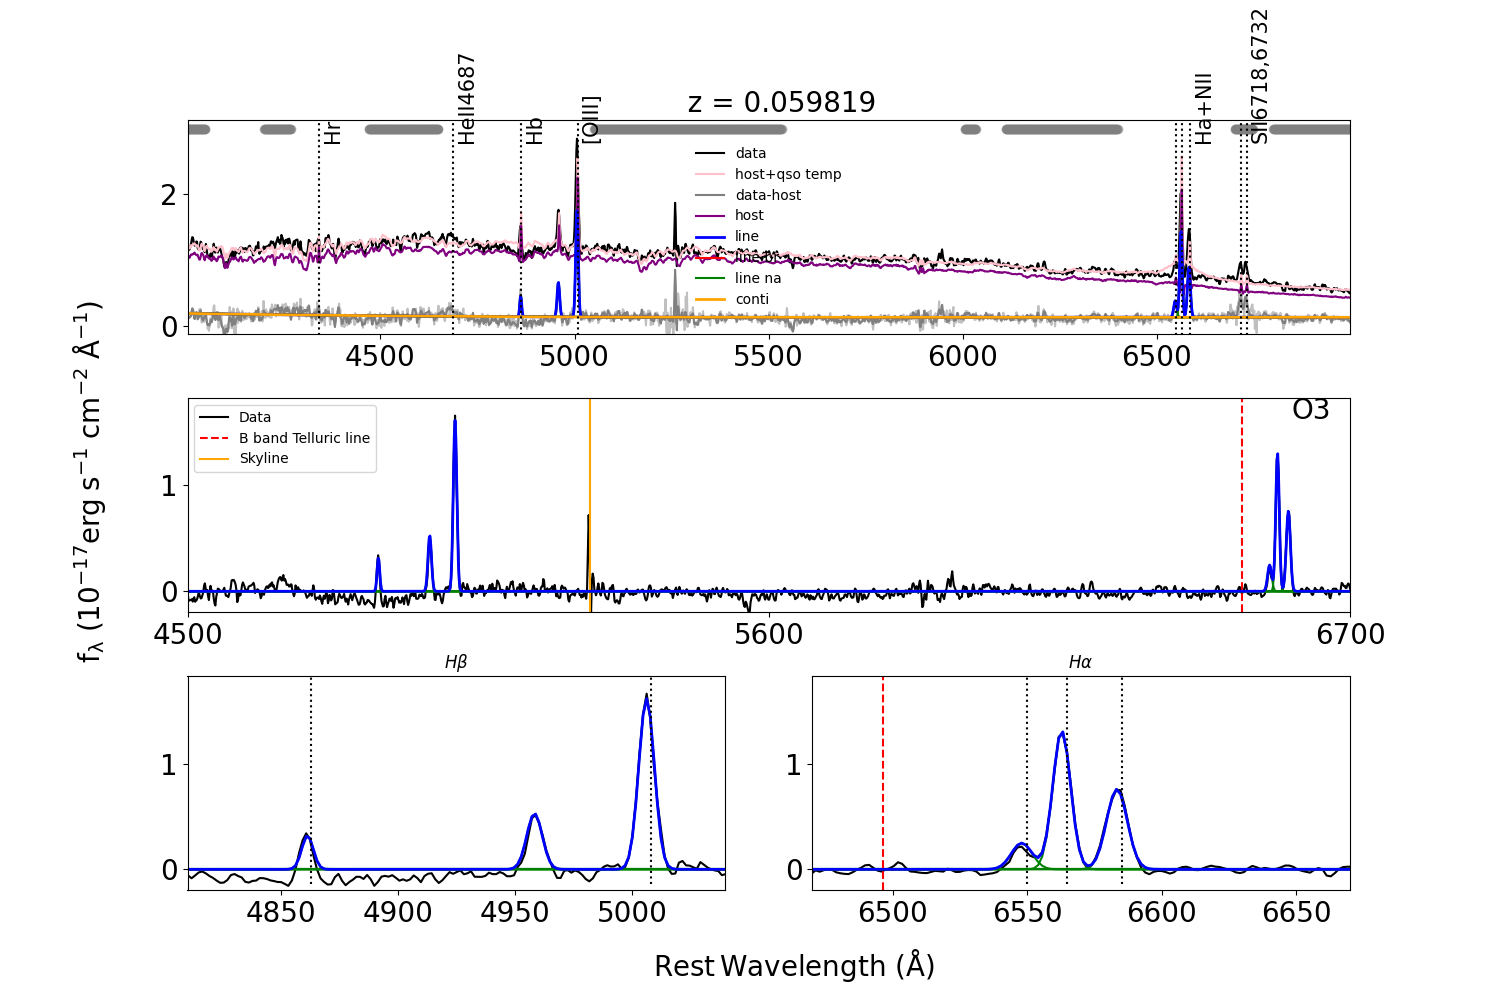 z = 0.059819
Hr
HeII4687
Hb
[OIII]
Ha+NII
SII6718,6732
data
host+qso temp
data-host
host
line
line na
conti
2
1
0
4500
5000
5500
6000
6500
fλ (10⁻¹⁷erg s⁻¹ cm⁻² Å⁻¹)
Data
B band Telluric line
Skyline
O3
1
0
4500
5600
6700
Hβ
1
0
4850
4900
4950
5000
Hα
1
0
6500
6550
6600
6650
Rest Wavelength (Å)